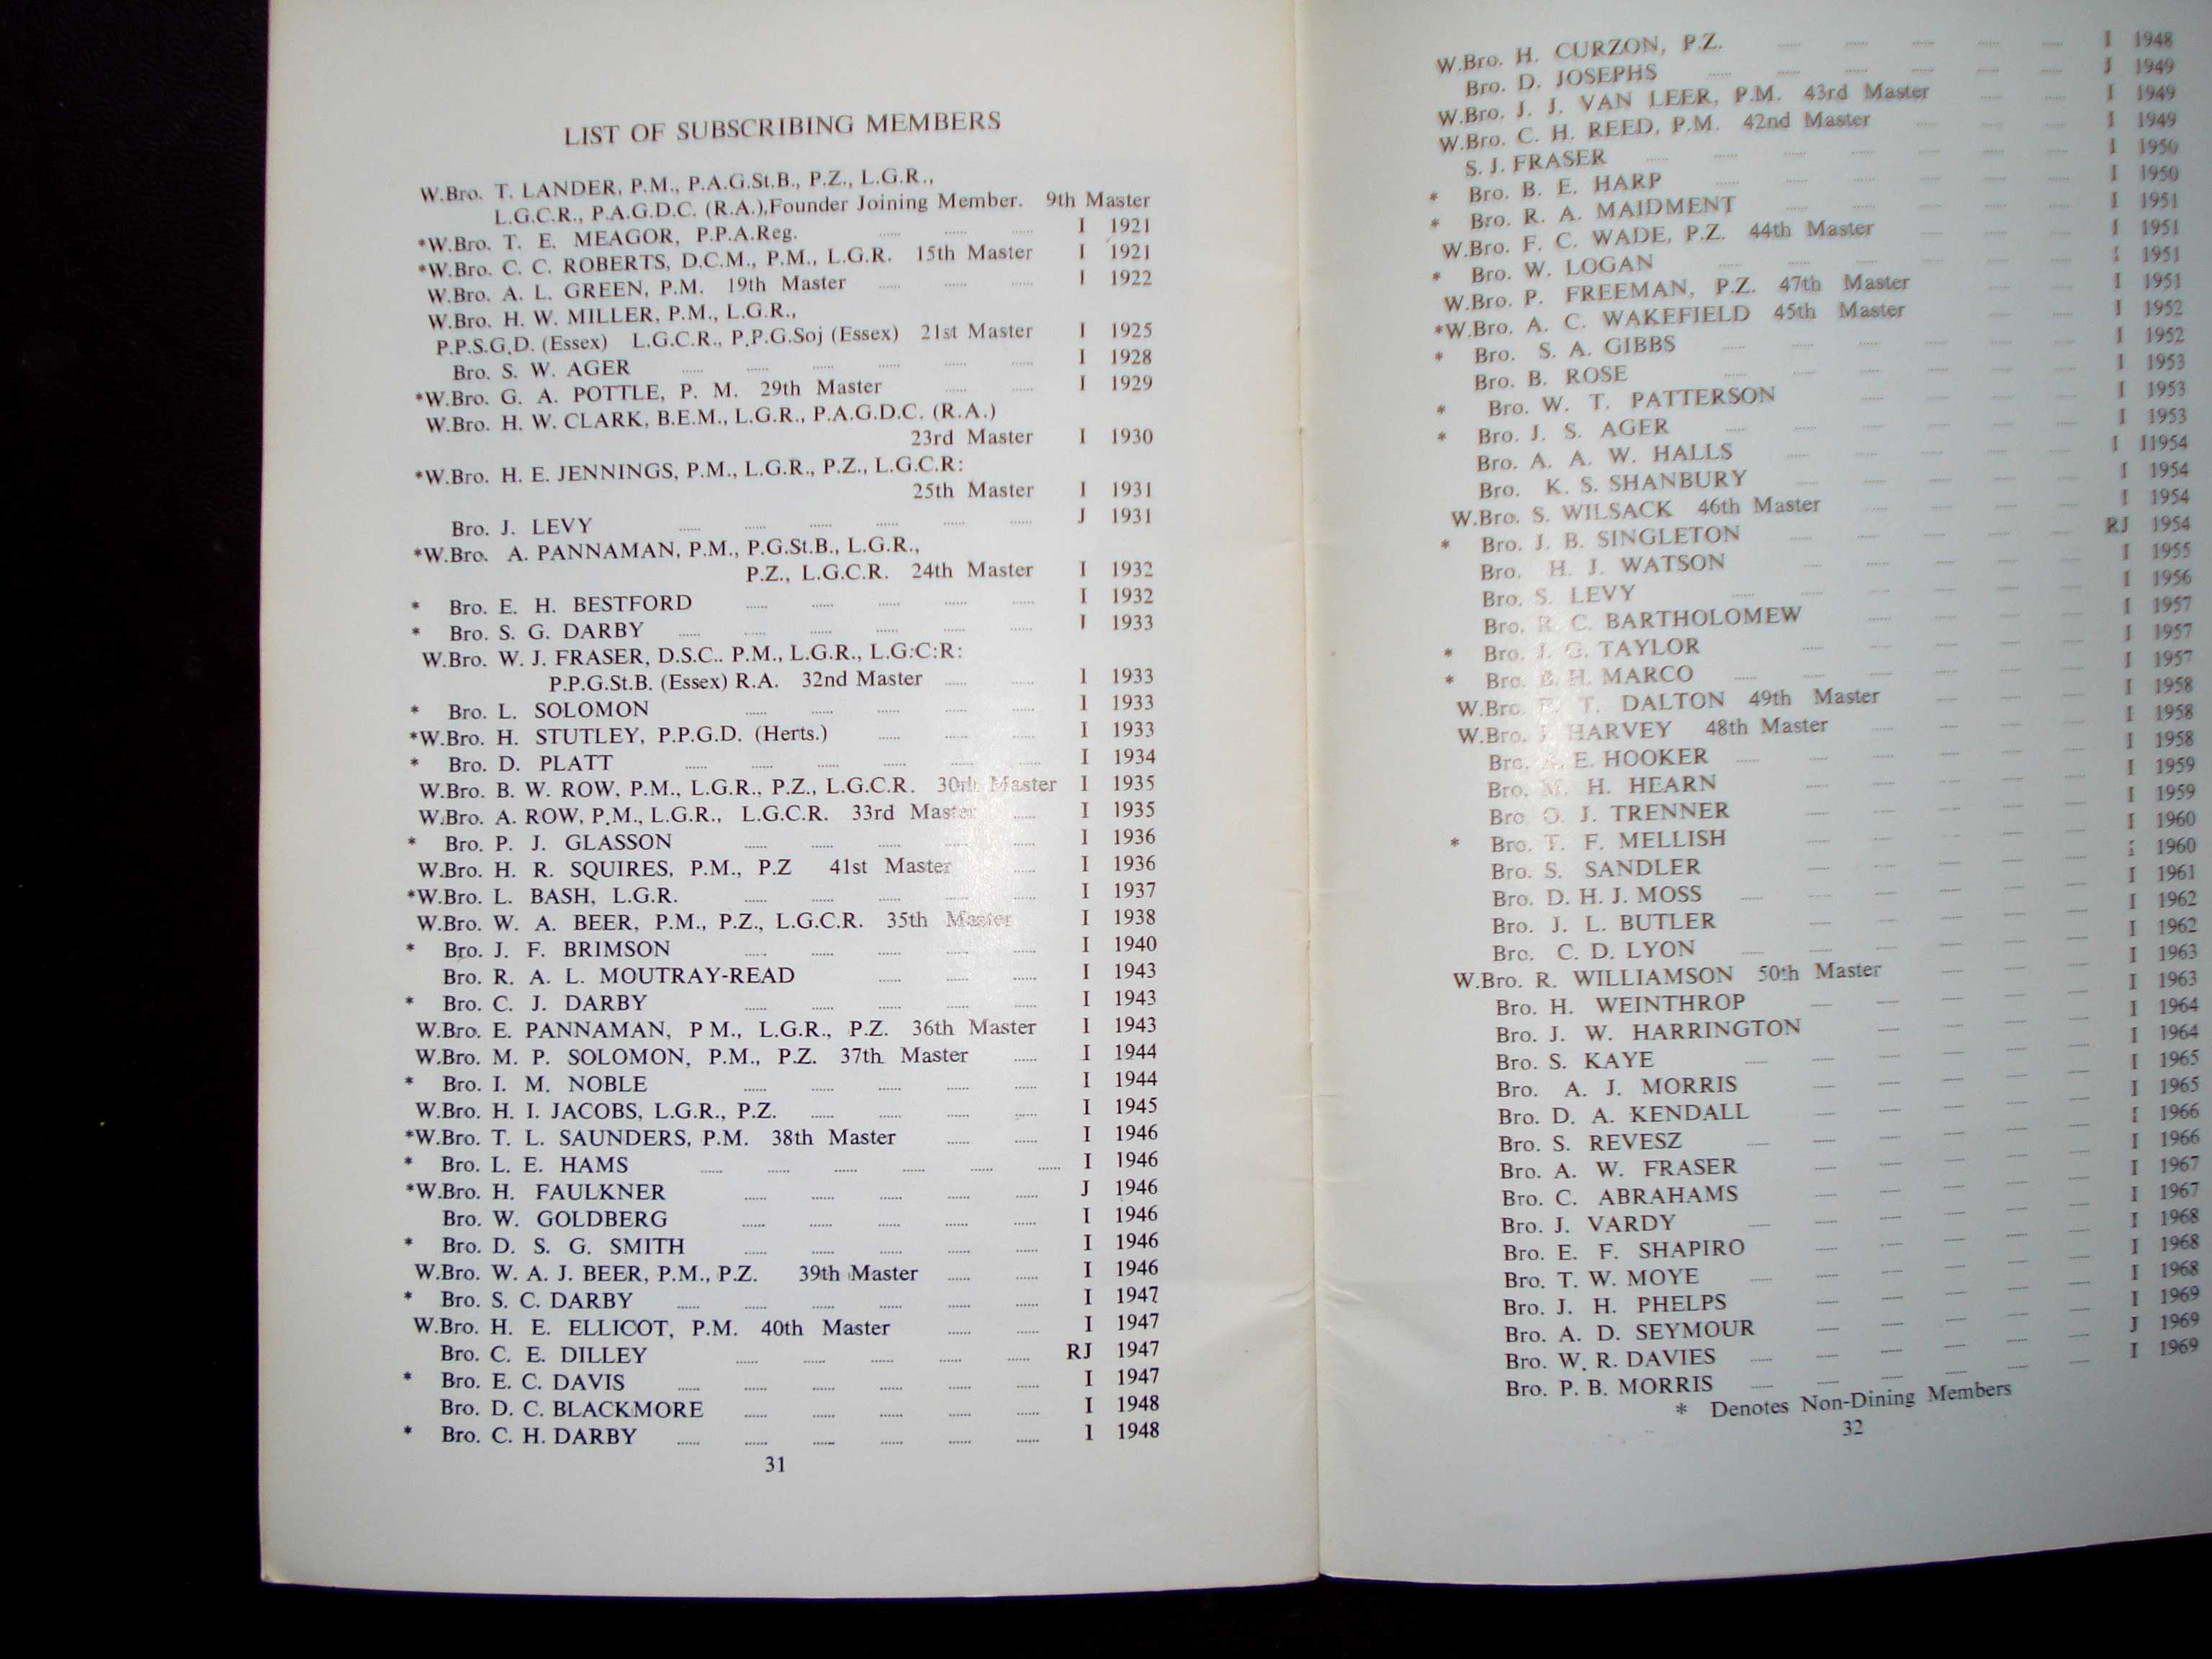 LIST OF SUBSCRIBING MEMBERS
W.Bro. T. LANDER, P.M., P.A.G.St.B., P.Z., L.G.R.,
L.G.C.R., P.A.G.D.C. (R.A.),Founder Joining Member. 9th Master
*W.Bro. T. E. MEAGOR, P.P.A.Reg. ...... ...... ...... I 1921
*W.Bro. C. C. ROBERTS, D.C.M., P.M., L.G.R. 15th Master I 1921
W.Bro. A. L. GREEN, P.M. 19th Master ...... ...... ...... I 1922
W.Bro. H. W. MILLER, P.M., L.G.R.,
P.P.S.G.D. (Essex) L.G.C.R., P.P.G.Soj (Essex) 21st Master I 1925
Bro. S. W. AGER ...... ...... ...... ...... ...... ...... I 1928
*W.Bro. G. A. POTTLE, P. M. 29th Master ...... ...... I 1929
W.Bro. H. W. CLARK, B.E.M., L.G.R., P.A.G.D.C. (R.A.)
23rd Master I 1930
*W.Bro. H. E. JENNINGS, P.M., L.G.R., P.Z., L.G.C.R:
25th Master I 1931
Bro. J. LEVY ...... ...... ...... ...... ...... ...... J 1931
*W.Bro. A. PANNAMAN, P.M., P.G.St.B., L.G.R.,
P.Z., L.G.C.R. 24th Master I 1932
* Bro. E. H. BESTFORD ...... ...... ...... ...... ...... I 1932
* Bro. S. G. DARBY ...... ...... ...... ...... ...... ...... I 1933
W.Bro. W. J. FRASER, D.S.C.. P.M., L.G.R., L.G:C:R:
P.P.G.St.B. (Essex) R.A. 32nd Master ...... ...... I 1933
* Bro. L. SOLOMON ...... ...... ...... ...... ...... I 1933
*W.Bro. H. STUTLEY, P.P.G.D. (Herts.) ...... ...... ...... I 1933
* Bro. D. PLATT ...... ...... ...... ...... ...... ...... I 1934
W.Bro. B. W. ROW, P.M., L.G.R., P.Z., L.G.C.R. 30th Master I 1935
W.Bro. A. ROW, P.M., L.G.R., L.G.C.R. 33rd Master ...... I 1935
* Bro. P. J. GLASSON ...... ...... ...... ...... ...... I 1936
W.Bro. H. R. SQUIRES, P.M., P.Z 41st Master ...... I 1936
*W.Bro. L. BASH, L.G.R. ...... ...... ...... ...... ...... I 1937
W.Bro. W. A. BEER, P.M., P.Z., L.G.C.R. 35th Master I 1938
* Bro. J. F. BRIMSON ...... ...... ...... ...... ...... I 1940
Bro. R. A. L. MOUTRAY-READ ...... ...... ...... I 1943
* Bro. C. J. DARBY ...... ...... ...... ...... ...... I 1943
W.Bro. E. PANNAMAN, P M., L.G.R., P.Z. 36th Master I 1943
W.Bro. M. P. SOLOMON, P.M., P.Z. 37th Master ...... I 1944
* Bro. I. M. NOBLE ...... ...... ...... ...... ...... I 1944
W.Bro. H. I. JACOBS, L.G.R., P.Z. ...... ...... ...... ...... I 1945
*W.Bro. T. L. SAUNDERS, P.M. 38th Master ...... ...... I 1946
* Bro. L. E. HAMS ...... ...... ...... ...... ...... ...... I 1946
*W.Bro. H. FAULKNER ...... ...... ...... ...... ...... J 1946
Bro. W. GOLDBERG ...... ...... ...... ...... ...... I 1946
* Bro. D. S. G. SMITH ...... ...... ...... ...... ...... I 1946
W.Bro. W. A. J. BEER, P.M., P.Z. 39th Master ...... ...... I 1946
* Bro. S. C. DARBY ...... ...... ...... ...... ...... ...... I 1947
W.Bro. H. E. ELLICOT, P.M. 40th Master ...... ...... I 1947
Bro. C. E. DILLEY ...... ...... ...... ...... ...... RJ 1947
* Bro. E. C. DAVIS ...... ...... ...... ...... ...... ...... I 1947
Bro. D. C. BLACKMORE ...... ...... ...... ...... ...... I 1948
* Bro. C. H. DARBY ...... ...... ...... ...... ...... ...... 1 1948
31
W.Bro. H. CURZON, P.Z. ...... ...... ...... ...... ...... I 1948
Bro. D. JOSEPHS ...... ...... ...... ...... ...... ...... J 1949
W.Bro. J. J. VAN LEER, P.M. 43rd Master ...... ...... I 1949
W.Bro. C. H. REED, P.M. 42nd Master ...... ...... ...... I 1949
S. J. FRASER ...... ...... ...... ...... ...... ...... ...... I 1950
* Bro. B. E. HARP ...... ...... ...... ...... ...... ...... I 1950
* Bro. R. A. MAIDMENT ...... ...... ...... ...... ...... I 1951
W.Bro. F. C. WADE, P.Z. 44th Master ...... ...... ...... I 1951
* Bro. W. LOGAN ...... ...... ...... ...... ...... ...... I 1951
W.Bro. P. FREEMAN, P.Z. 47th Master ...... ...... I 1951
*W.Bro. A. C. WAKEFIELD 45th Master ...... ...... I 1952
* Bro. S. A. GIBBS ...... ...... ...... ...... ...... ...... I 1952
Bro. B. ROSE ...... ...... ...... ...... ...... ...... I 1953
* Bro. W. T. PATTERSON ...... ...... ...... ...... I 1953
* Bro. J. S. AGER ...... ...... ...... ...... ...... ...... I 1953
Bro. A. A. W. HALLS ...... ...... ...... ...... ...... I 11954
Bro. K. S. SHANBURY ...... ...... ...... ...... ...... I 1954
W.Bro. S. WILSACK 46th Master ...... ...... ...... ...... I 1954
* Bro. J. B. SINGLETON ...... ...... ...... ...... ...... RJ 1954
Bro. H. J. WATSON ...... ...... ...... ...... ...... I 1955
Bro. S. LEVY ...... ...... ...... ...... ...... ...... I 1956
Bro. R. C. BARTHOLOMEW ...... ...... ...... ...... I 1957
* Bro. J. G. TAYLOR ...... ...... ...... ...... ...... I 1957
* Bro. B. H. MARCO ...... ...... ...... ...... ...... ...... I 1957
W.Bro. T. DALTON 49th Master ...... ...... ...... I 1958
W.Bro. J. HARVEY 48th Master ...... ...... ...... ...... I 1958
Bro. E. HOOKER ...... ...... ...... ...... ...... ...... I 1958
Bro. M. H. HEARN ...... ...... ...... ...... ...... I 1959
Bro. O. J. TRENNER ...... ...... ...... ...... ...... I 1959
* Bro. T. F. MELLISH ...... ...... ...... ...... ...... I 1960
Bro. S. SANDLER ...... ...... ...... ...... ...... I 1960
Bro. D. H. J. MOSS ...... ...... ...... ...... ...... ...... I 1961
Bro. J. L. BUTLER ...... ...... ...... ...... ...... I 1962
Bro. C. D. LYON ...... ...... ...... ...... ...... ...... I 1962
W.Bro. R. WILLIAMSON 50th Master ...... ...... ...... I 1963
Bro. H. WEINTHROP ...... ...... ...... ...... ...... I 1963
Bro. J. W. HARRINGTON ...... ...... ...... ...... I 1964
Bro. S. KAYE ...... ...... ...... ...... ...... ...... I 1964
Bro. A. J. MORRIS ...... ...... ...... ...... ...... I 1965
Bro. D. A. KENDALL ...... ...... ...... ...... ...... I 1965
Bro. S. REVESZ ...... ...... ...... ...... ...... ...... I 1966
Bro. A. W. FRASER ...... ...... ...... ...... ...... I 1966
Bro. C. ABRAHAMS ...... ...... ...... ...... ...... I 1967
Bro. J. VARDY ...... ...... ...... ...... ...... ...... I 1967
Bro. E. F. SHAPIRO ...... ...... ...... ...... ...... I 1968
Bro. T. W. MOYE ...... ...... ...... ...... ...... ...... I 1968
Bro. J. H. PHELPS ...... ...... ...... ...... ...... I 1968
Bro. A. D. SEYMOUR ...... ...... ...... ...... ...... I 1969
Bro. W. R. DAVIES ...... ...... ...... ...... ...... ...... J 1969
Bro. P. B. MORRIS ...... ...... ...... ...... ...... ...... I 1969
* Denotes Non-Dining Members
32